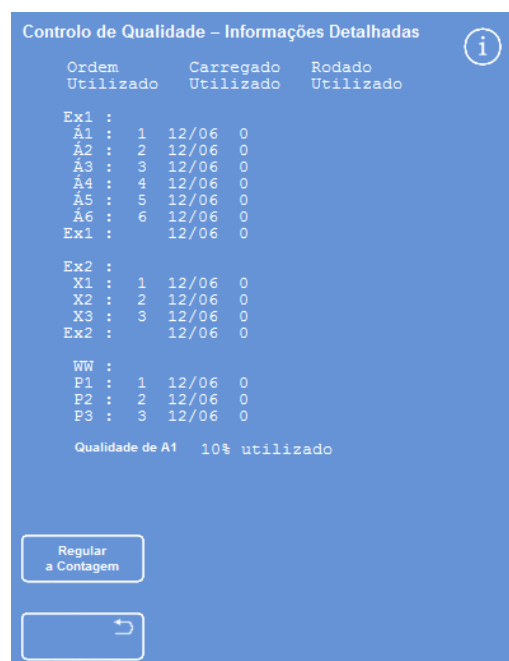 Controlo de Qualidade – Informações Detalhadas
i
Ordem Carregado Rodado
Utilizado Utilizado Utilizado
Ex1 :
Á1 : 1 12/06 0
Á2 : 2 12/06 0
Á3 : 3 12/06 0
Á4 : 4 12/06 0
Á5 : 5 12/06 0
Á6 : 6 12/06 0
Ex1 : 12/06 0
Ex2 :
X1 : 1 12/06 0
X2 : 2 12/06 0
X3 : 3 12/06 0
Ex2 : 12/06 0
WW :
P1 : 1 12/06 0
P2 : 2 12/06 0
P3 : 3 12/06 0
Qualidade de A1 10% utilizado
Regular
a Contagem